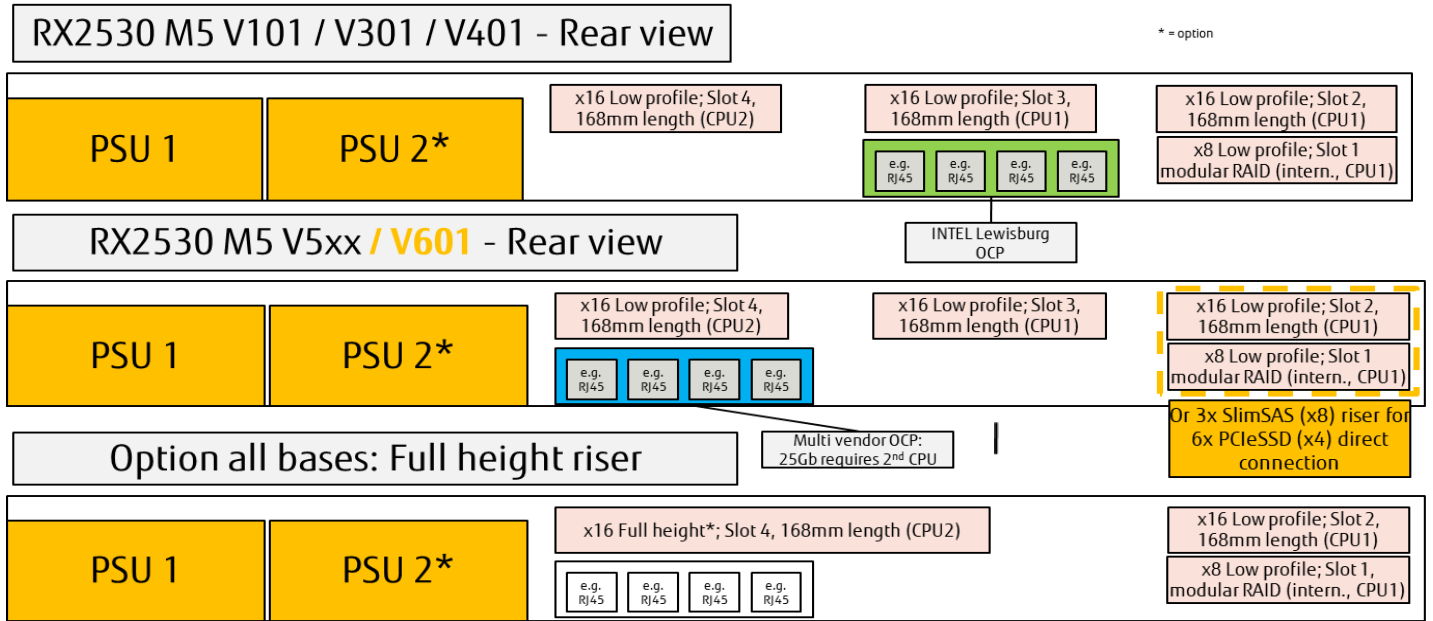 RX2530 M5 V101 / V301 / V401 - Rear view
* = option
PSU 1
PSU 2*
x16 Low profile; Slot 4,
168mm length (CPU2)
x16 Low profile; Slot 3,
168mm length (CPU1)
x16 Low profile; Slot 2,
168mm length (CPU1)
x8 Low profile; Slot 1
modular RAID (intern., CPU1)
e.g.
RJ45
e.g.
RJ45
e.g.
RJ45
e.g.
RJ45
INTEL Lewisburg
OCP
RX2530 M5 V5xx / V601 - Rear view
PSU 1
PSU 2*
x16 Low profile; Slot 4,
168mm length (CPU2)
x16 Low profile; Slot 3,
168mm length (CPU1)
x16 Low profile; Slot 2,
168mm length (CPU1)
x8 Low profile; Slot 1
modular RAID (intern., CPU1)
e.g.
RJ45
e.g.
RJ45
e.g.
RJ45
e.g.
RJ45
Multi vendor OCP:
25Gb requires 2nd CPU
Or 3x SlimSAS (x8) riser for
6x PCIeSSD (x4) direct
connection
Option all bases: Full height riser
PSU 1
PSU 2*
x16 Full height*; Slot 4, 168mm length (CPU2)
x16 Low profile; Slot 2,
168mm length (CPU1)
x8 Low profile; Slot 1,
modular RAID (intern., CPU1)
e.g.
RJ45
e.g.
RJ45
e.g.
RJ45
e.g.
RJ45